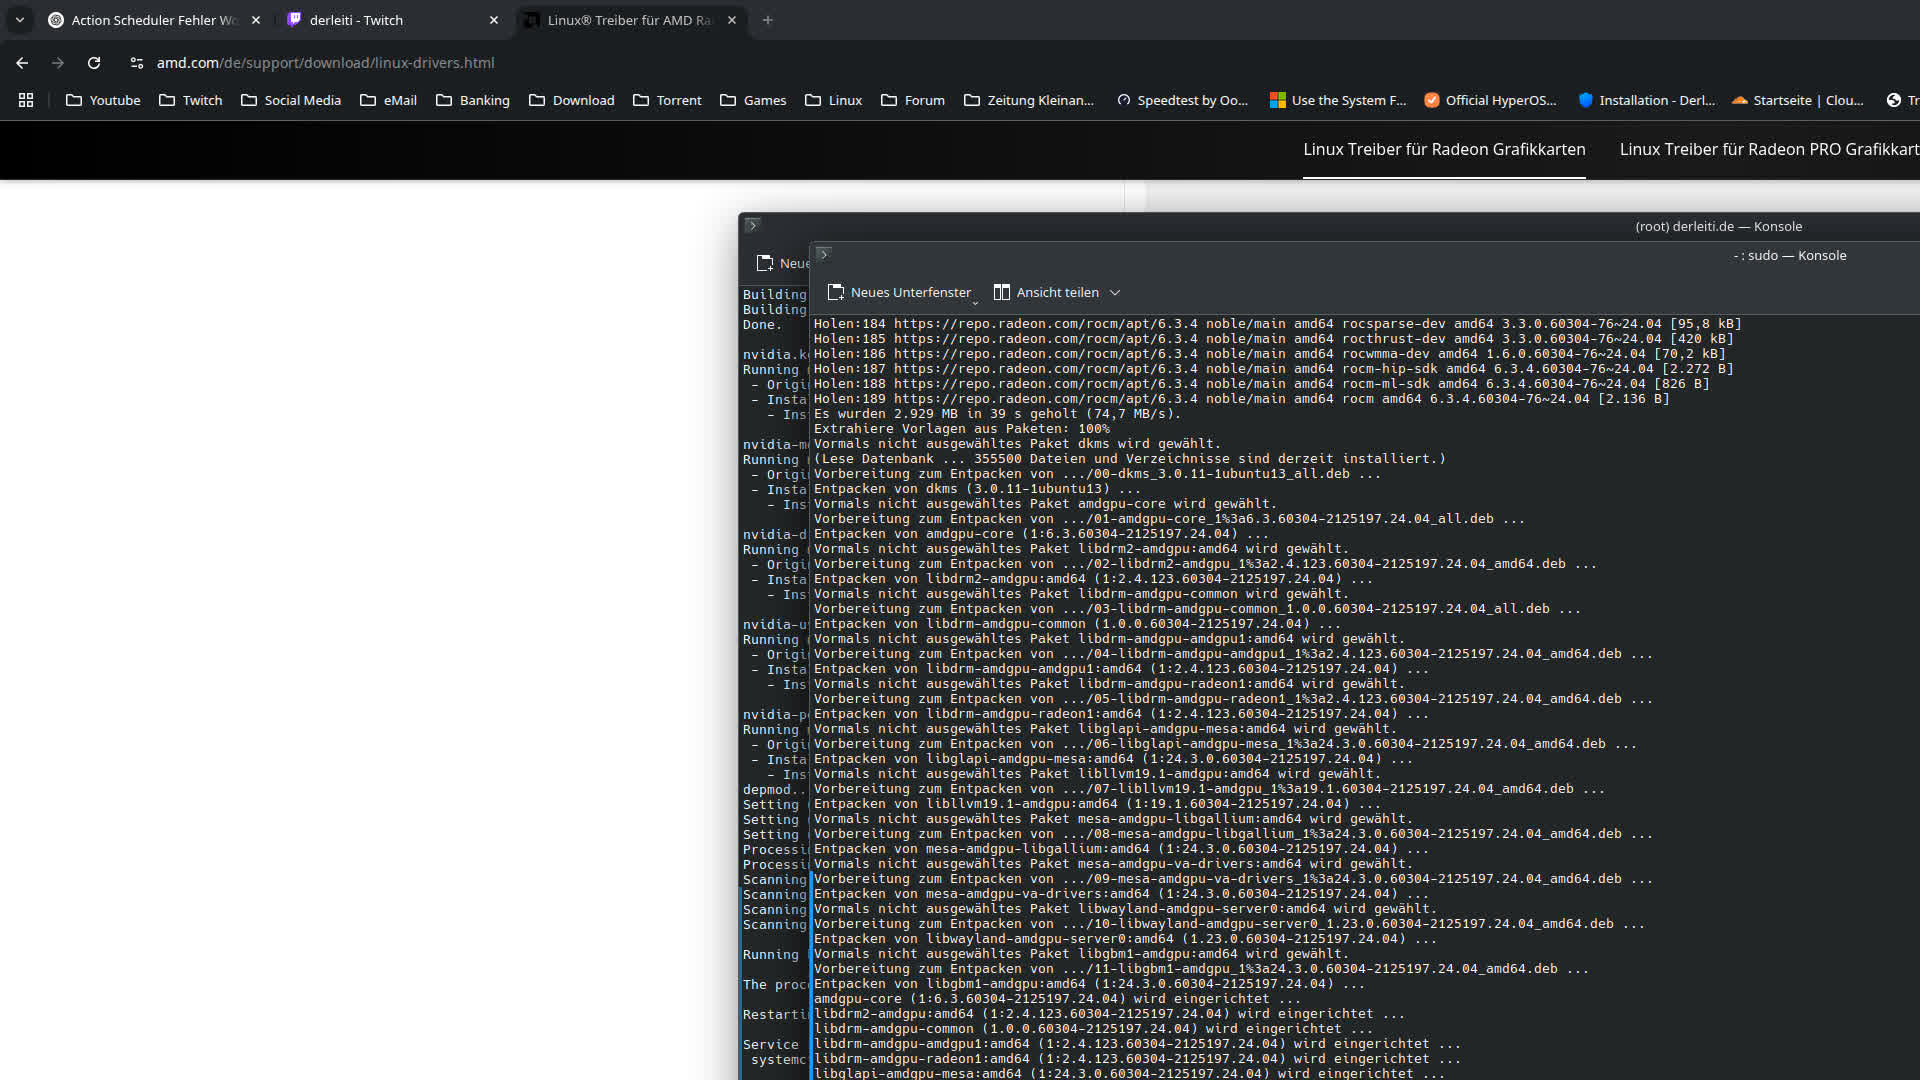 Action Scheduler Fehler Wo
derleiti - Twitch
Linux® Treiber für AMD Ra
amd.com/de/support/download/linux-drivers.html
Youtube
Twitch
Social Media
eMail
Banking
Download
Torrent
Games
Linux
Forum
Zeitung Kleinan...
Speedtest by Oo...
Use the System F...
Official HyperOS...
Installation - Derl...
Startseite | Clou...
Tr
Linux Treiber für Radeon Grafikkarten
Linux Treiber für Radeon PRO Grafikkart
(root) derleiti.de — Konsole
Neue
Building
Building
Done.
nvidia.k
Running
- Origi
- Insta
- Ins
nvidia-m
Running
- Origi
- Insta
- Ins
nvidia-d
Running
- Origi
- Insta
- Ins
nvidia-u
Running
- Origi
- Insta
- Ins
nvidia-p
Running
- Origi
- Insta
- Ins
depmod..
Setting
Setting
Setting
Processi
Processi
Scanning
Scanning
Scanning
Scanning
Running
The proc
Restarti
Service
systemc
- : sudo — Konsole
Neues Unterfenster
Ansicht teilen
Holen:184 https://repo.radeon.com/rocm/apt/6.3.4 noble/main amd64 rocsparse-dev amd64 3.3.0.60304-76~24.04 [95,8 kB]
Holen:185 https://repo.radeon.com/rocm/apt/6.3.4 noble/main amd64 rocthrust-dev amd64 3.3.0.60304-76~24.04 [420 kB]
Holen:186 https://repo.radeon.com/rocm/apt/6.3.4 noble/main amd64 rocwmma-dev amd64 1.6.0.60304-76~24.04 [70,2 kB]
Holen:187 https://repo.radeon.com/rocm/apt/6.3.4 noble/main amd64 rocm-hip-sdk amd64 6.3.4.60304-76~24.04 [2.272 B]
Holen:188 https://repo.radeon.com/rocm/apt/6.3.4 noble/main amd64 rocm-ml-sdk amd64 6.3.4.60304-76~24.04 [826 B]
Holen:189 https://repo.radeon.com/rocm/apt/6.3.4 noble/main amd64 rocm amd64 6.3.4.60304-76~24.04 [2.136 B]
Es wurden 2.929 MB in 39 s geholt (74,7 MB/s).
Extrahiere Vorlagen aus Paketen: 100%
Vormals nicht ausgewähltes Paket dkms wird gewählt.
(Lese Datenbank ... 355500 Dateien und Verzeichnisse sind derzeit installiert.)
Vorbereitung zum Entpacken von .../00-dkms_3.0.11-1ubuntu13_all.deb ...
Entpacken von dkms (3.0.11-1ubuntu13) ...
Vormals nicht ausgewähltes Paket amdgpu-core wird gewählt.
Vorbereitung zum Entpacken von .../01-amdgpu-core_1%3a6.3.60304-2125197.24.04_all.deb ...
Entpacken von amdgpu-core (1:6.3.60304-2125197.24.04) ...
Vormals nicht ausgewähltes Paket libdrm2-amdgpu:amd64 wird gewählt.
Vorbereitung zum Entpacken von .../02-libdrm2-amdgpu_1%3a2.4.123.60304-2125197.24.04_amd64.deb ...
Entpacken von libdrm2-amdgpu:amd64 (1:2.4.123.60304-2125197.24.04) ...
Vormals nicht ausgewähltes Paket libdrm-amdgpu-common wird gewählt.
Vorbereitung zum Entpacken von .../03-libdrm-amdgpu-common_1.0.0.60304-2125197.24.04_all.deb ...
Entpacken von libdrm-amdgpu-common (1.0.0.60304-2125197.24.04) ...
Vormals nicht ausgewähltes Paket libdrm-amdgpu-amdgpu1:amd64 wird gewählt.
Vorbereitung zum Entpacken von .../04-libdrm-amdgpu-amdgpu1_1%3a2.4.123.60304-2125197.24.04_amd64.deb ...
Entpacken von libdrm-amdgpu-amdgpu1:amd64 (1:2.4.123.60304-2125197.24.04) ...
Vormals nicht ausgewähltes Paket libdrm-amdgpu-radeon1:amd64 wird gewählt.
Vorbereitung zum Entpacken von .../05-libdrm-amdgpu-radeon1_1%3a2.4.123.60304-2125197.24.04_amd64.deb ...
Entpacken von libdrm-amdgpu-radeon1:amd64 (1:2.4.123.60304-2125197.24.04) ...
Vormals nicht ausgewähltes Paket libglapi-amdgpu-mesa:amd64 wird gewählt.
Vorbereitung zum Entpacken von .../06-libglapi-amdgpu-mesa_1%3a24.3.0.60304-2125197.24.04_amd64.deb ...
Entpacken von libglapi-amdgpu-mesa:amd64 (1:24.3.0.60304-2125197.24.04) ...
Vormals nicht ausgewähltes Paket libllvm19.1-amdgpu:amd64 wird gewählt.
Vorbereitung zum Entpacken von .../07-libllvm19.1-amdgpu_1%3a19.1.60304-2125197.24.04_amd64.deb ...
Entpacken von libllvm19.1-amdgpu:amd64 (1:19.1.60304-2125197.24.04) ...
Vormals nicht ausgewähltes Paket mesa-amdgpu-libgallium:amd64 wird gewählt.
Vorbereitung zum Entpacken von .../08-mesa-amdgpu-libgallium_1%3a24.3.0.60304-2125197.24.04_amd64.deb ...
Entpacken von mesa-amdgpu-libgallium:amd64 (1:24.3.0.60304-2125197.24.04) ...
Vormals nicht ausgewähltes Paket mesa-amdgpu-va-drivers:amd64 wird gewählt.
Vorbereitung zum Entpacken von .../09-mesa-amdgpu-va-drivers_1%3a24.3.0.60304-2125197.24.04_amd64.deb ...
Entpacken von mesa-amdgpu-va-drivers:amd64 (1:24.3.0.60304-2125197.24.04) ...
Vormals nicht ausgewähltes Paket libwayland-amdgpu-server0:amd64 wird gewählt.
Vorbereitung zum Entpacken von .../10-libwayland-amdgpu-server0_1.23.0.60304-2125197.24.04_amd64.deb ...
Entpacken von libwayland-amdgpu-server0:amd64 (1.23.0.60304-2125197.24.04) ...
Vormals nicht ausgewähltes Paket libgbm1-amdgpu:amd64 wird gewählt.
Vorbereitung zum Entpacken von .../11-libgbm1-amdgpu_1%3a24.3.0.60304-2125197.24.04_amd64.deb ...
Entpacken von libgbm1-amdgpu:amd64 (1:24.3.0.60304-2125197.24.04) ...
amdgpu-core (1:6.3.60304-2125197.24.04) wird eingerichtet ...
libdrm2-amdgpu:amd64 (1:2.4.123.60304-2125197.24.04) wird eingerichtet ...
libdrm-amdgpu-common (1.0.0.60304-2125197.24.04) wird eingerichtet ...
libdrm-amdgpu-amdgpu1:amd64 (1:2.4.123.60304-2125197.24.04) wird eingerichtet ...
libdrm-amdgpu-radeon1:amd64 (1:2.4.123.60304-2125197.24.04) wird eingerichtet ...
libglapi-amdgpu-mesa:amd64 (1:24.3.0.60304-2125197.24.04) wird eingerichtet ...